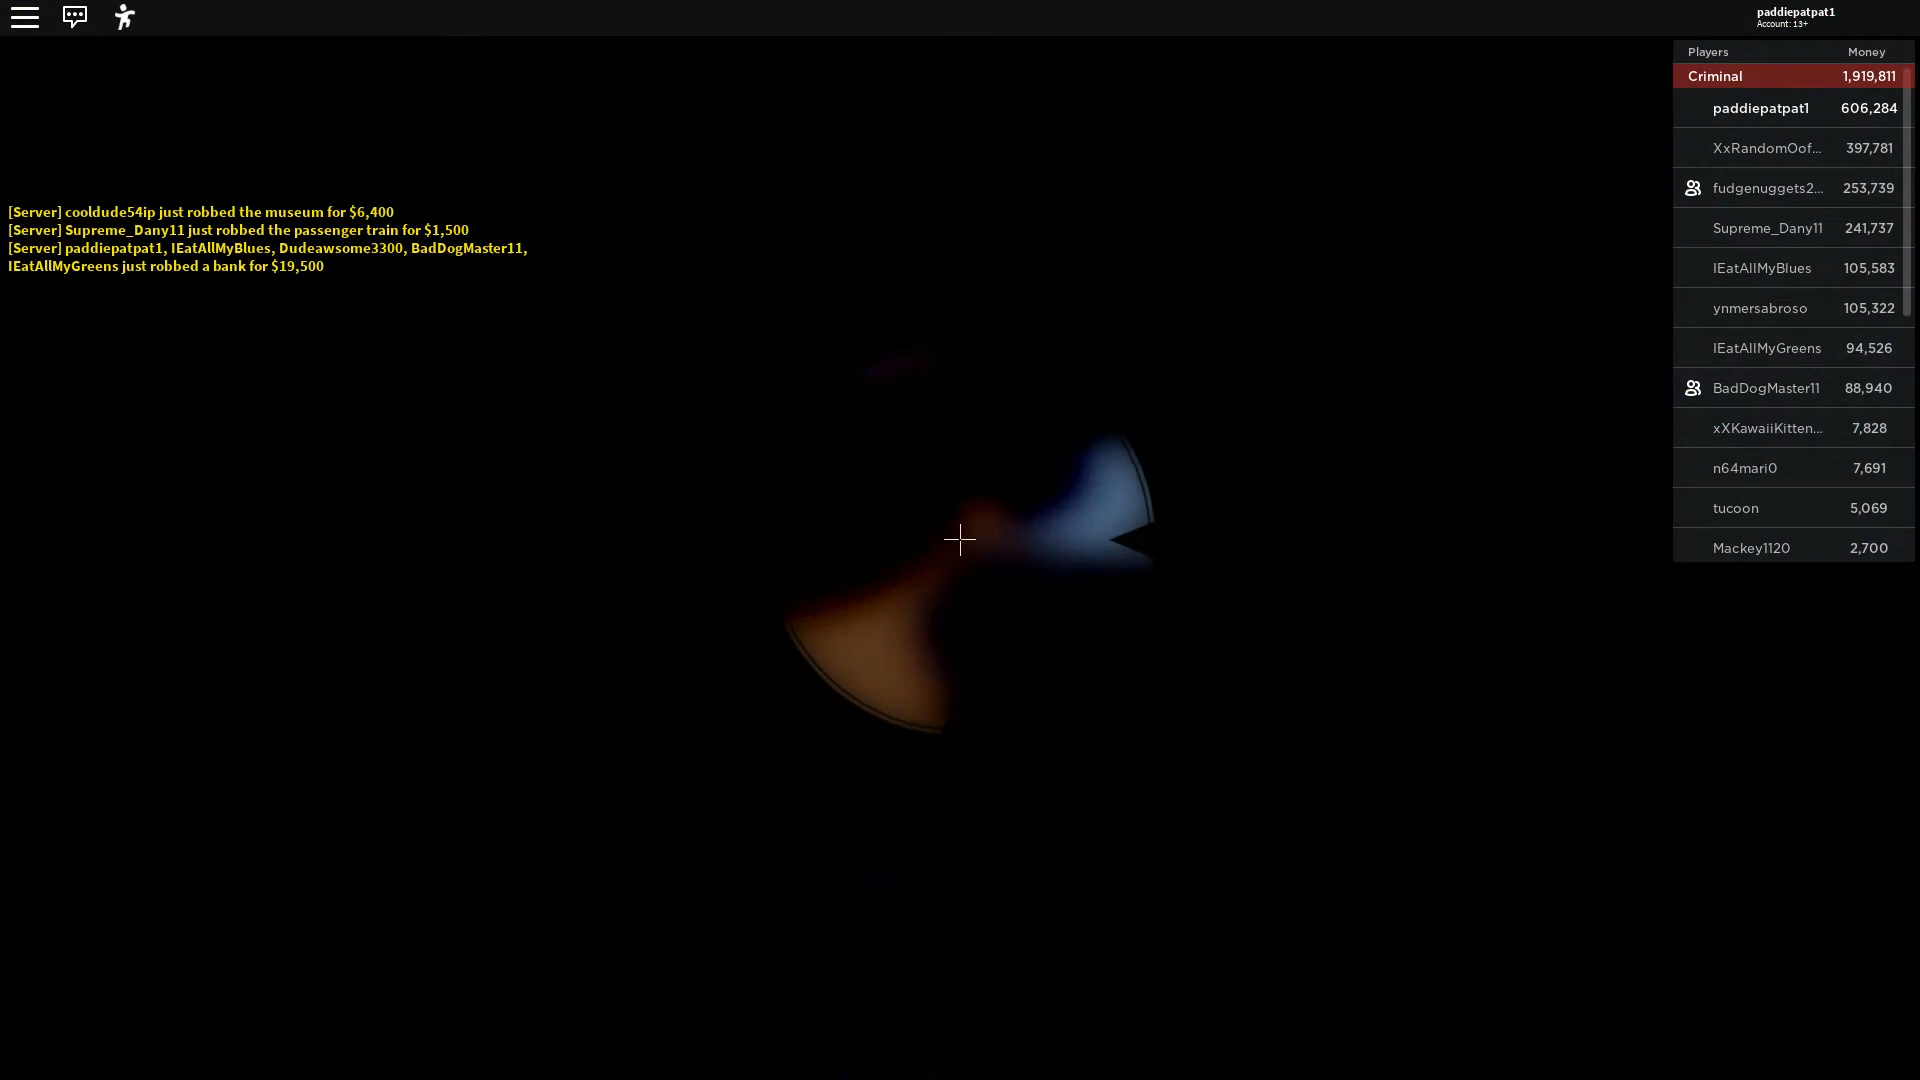 paddiepatpat1
Account: 13+
Players Money
Criminal 1,919,811
paddiepatpat1 606,284
XxRandomOof... 397,781
fudgenuggets2... 253,739
Supreme_Dany11 241,737
IEatAllMyBlues 105,583
ynmersabroso 105,322
IEatAllMyGreens 94,526
BadDogMaster11 88,940
xXKawaiiKitten... 7,828
n64mari0 7,691
tucoon 5,069
Mackey1120 2,700
[Server] cooldude54ip just robbed the museum for $6,400
[Server] Supreme_Dany11 just robbed the passenger train for $1,500
[Server] paddiepatpat1, IEatAllMyBlues, Dudeawsome3300, BadDogMaster11,
IEatAllMyGreens just robbed a bank for $19,500